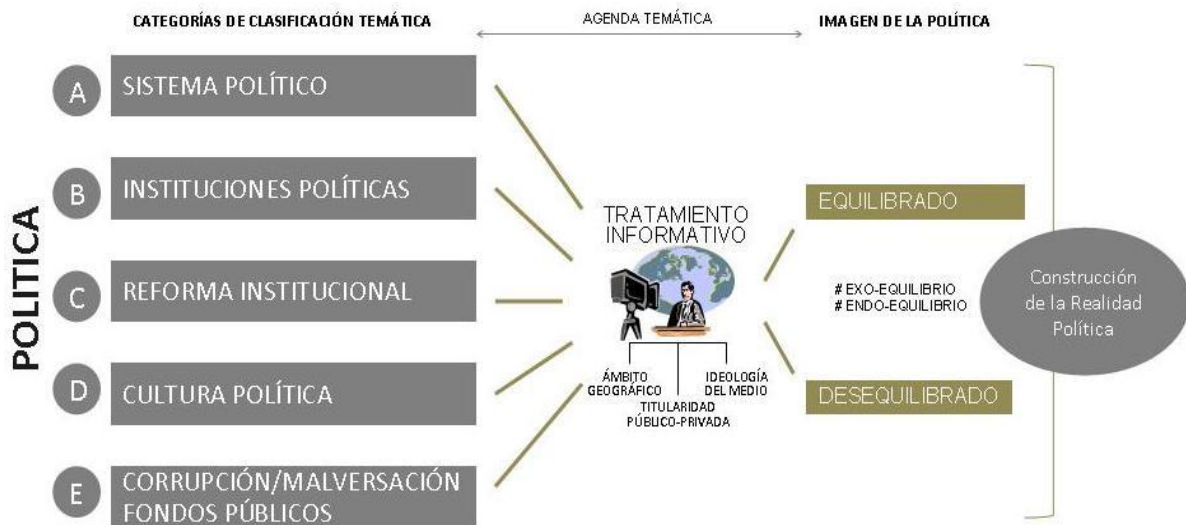 CATEGORÍAS DE CLASIFICACIÓN TEMÁTICA
AGENDA TEMÁTICA
IMAGEN DE LA POLÍTICA
POLITICA
A
SISTEMA POLÍTICO
B
INSTITUCIONES POLÍTICAS
C
REFORMA INSTITUCIONAL
D
CULTURA POLÍTICA
E
CORRUPCIÓN/MALVERSACIÓN
FONDOS PÚBLICOS
TRATAMIENTO
INFORMATIVO
ÁMBITO
GEOGRÁFICO
TITULARIDAD
PÚBLICO-PRIVADA
IDEOLOGÍA
DEL MEDIO
EQUILIBRADO
# EXO-EQUILIBRIO
# ENDO-EQUILIBRIO
DESEQUILIBRADO
Construcción
de la Realidad
Política